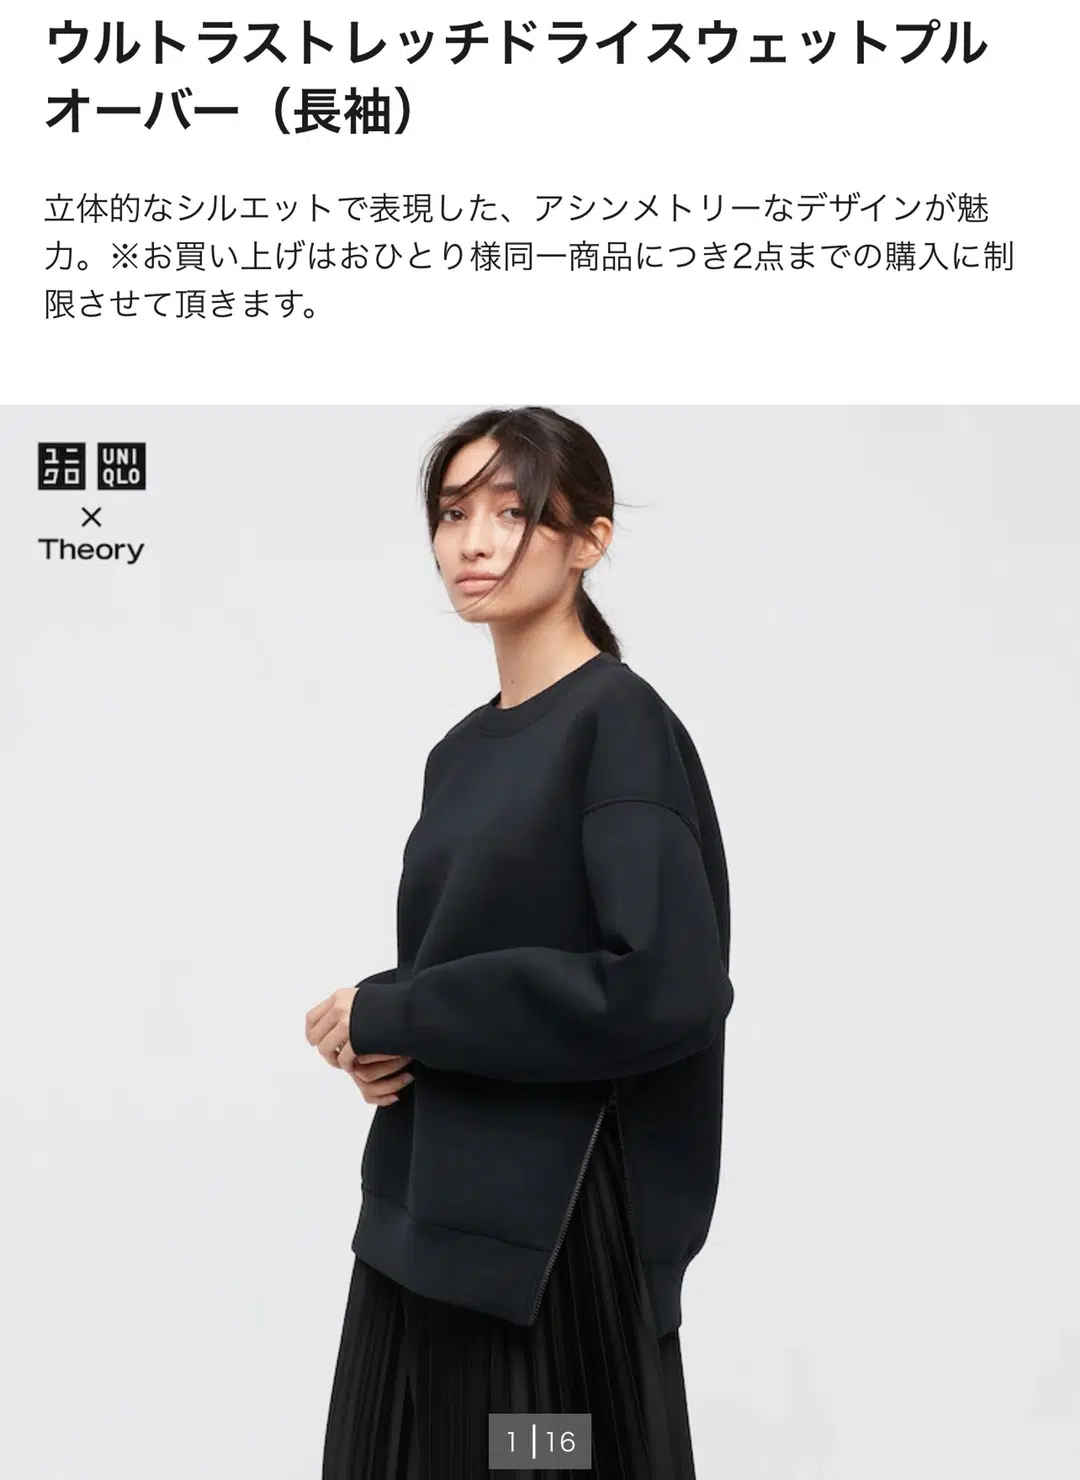 ウルトラストレッチドライスウェットプル
オーバー（長袖）
立体的なシルエットで表現した、アシンメトリーなデザインが魅
力。※お買い上げはおひとり様同一商品につき2点までの購入に制
限させて頂きます。
ユニ UNI
クロ QLO
×
Theory
1 | 16